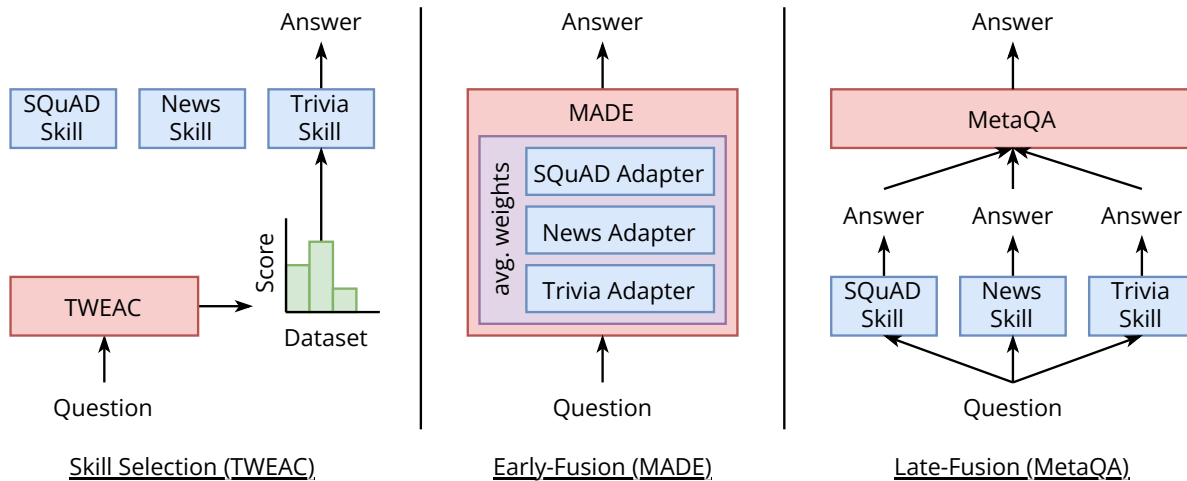 Answer
SQuAD
Skill
News
Skill
Trivia
Skill
Score
Dataset
TWEAC
Question
Skill Selection (TWEAC)
Answer
MADE
avg. weights
SQuAD Adapter
News Adapter
Trivia Adapter
Question
Early-Fusion (MADE)
Answer
MetaQA
Answer
Answer
Answer
SQuAD
Skill
News
Skill
Trivia
Skill
Question
Late-Fusion (MetaQA)